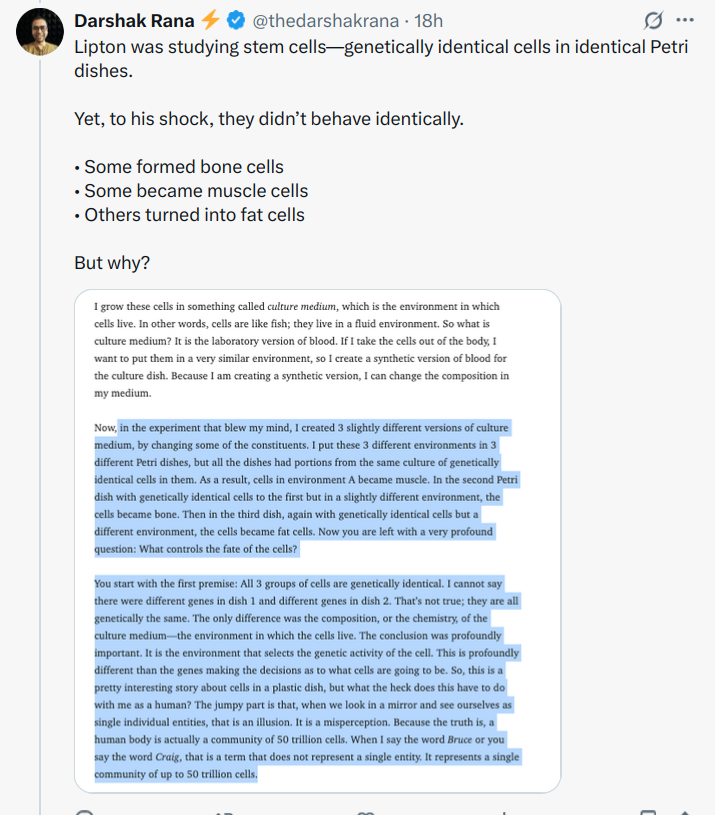 Darshak Rana ⚡ @thedarshakrana · 18h
Lipton was studying stem cells—genetically identical cells in identical Petri
dishes.
Yet, to his shock, they didn’t behave identically.
• Some formed bone cells
• Some became muscle cells
• Others turned into fat cells
But why?
I grow these cells in something called culture medium, which is the environment in which
cells live. In other words, cells are like fish; they live in a fluid environment. So what is
culture medium? It is the laboratory version of blood. If I take the cells out of the body, I
want to put them in a very similar environment, so I create a synthetic version of blood for
the culture dish. Because I am creating a synthetic version, I can change the composition in
my medium.
Now, in the experiment that blew my mind, I created 3 slightly different versions of culture
medium, by changing some of the constituents. I put these 3 different environments in 3
different Petri dishes, but all the dishes had portions from the same culture of genetically
identical cells in them. As a result, cells in environment A became muscle. In the second Petri
dish with genetically identical cells to the first but in a slightly different environment, the
cells became bone. Then in the third dish, again with genetically identical cells but a
different environment, the cells became fat cells. Now you are left with a very profound
question: What controls the fate of the cells?
You start with the first premise: All 3 groups of cells are genetically identical. I cannot say
there were different genes in dish 1 and different genes in dish 2. That’s not true; they are all
genetically the same. The only difference was the composition, or the chemistry, of the
culture medium—the environment in which the cells live. The conclusion was profoundly
important. It is the environment that selects the genetic activity of the cell. This is profoundly
different than the genes making the decisions as to what cells are going to be. So, this is a
pretty interesting story about cells in a plastic dish, but what the heck does this have to do
with me as a human? The jumpy part is that, when we look in a mirror and see ourselves as
single individual entities, that is an illusion. It is a misperception. Because the truth is, a
human body is actually a community of 50 trillion cells. When I say the word Bruce or you
say the word Craig, that is a term that does not represent a single entity. It represents a single
community of up to 50 trillion cells.